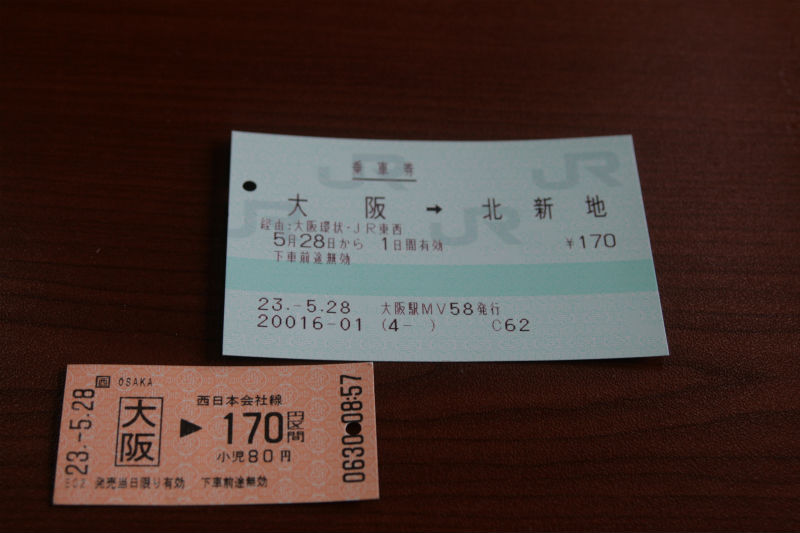 乗車券
大阪 → 北新地
経由:大阪環状・JR東西
5月28日から 1日間有効 ¥170
下車前途無効
23.-5.28 大阪駅MV58発行
20016-01 (4- ) C62
23.-5.28
西 OSAKA
大阪
西日本会社線
▶ 170円区間
小児80円
発売当日限り有効 下車前途無効
0630 08:57